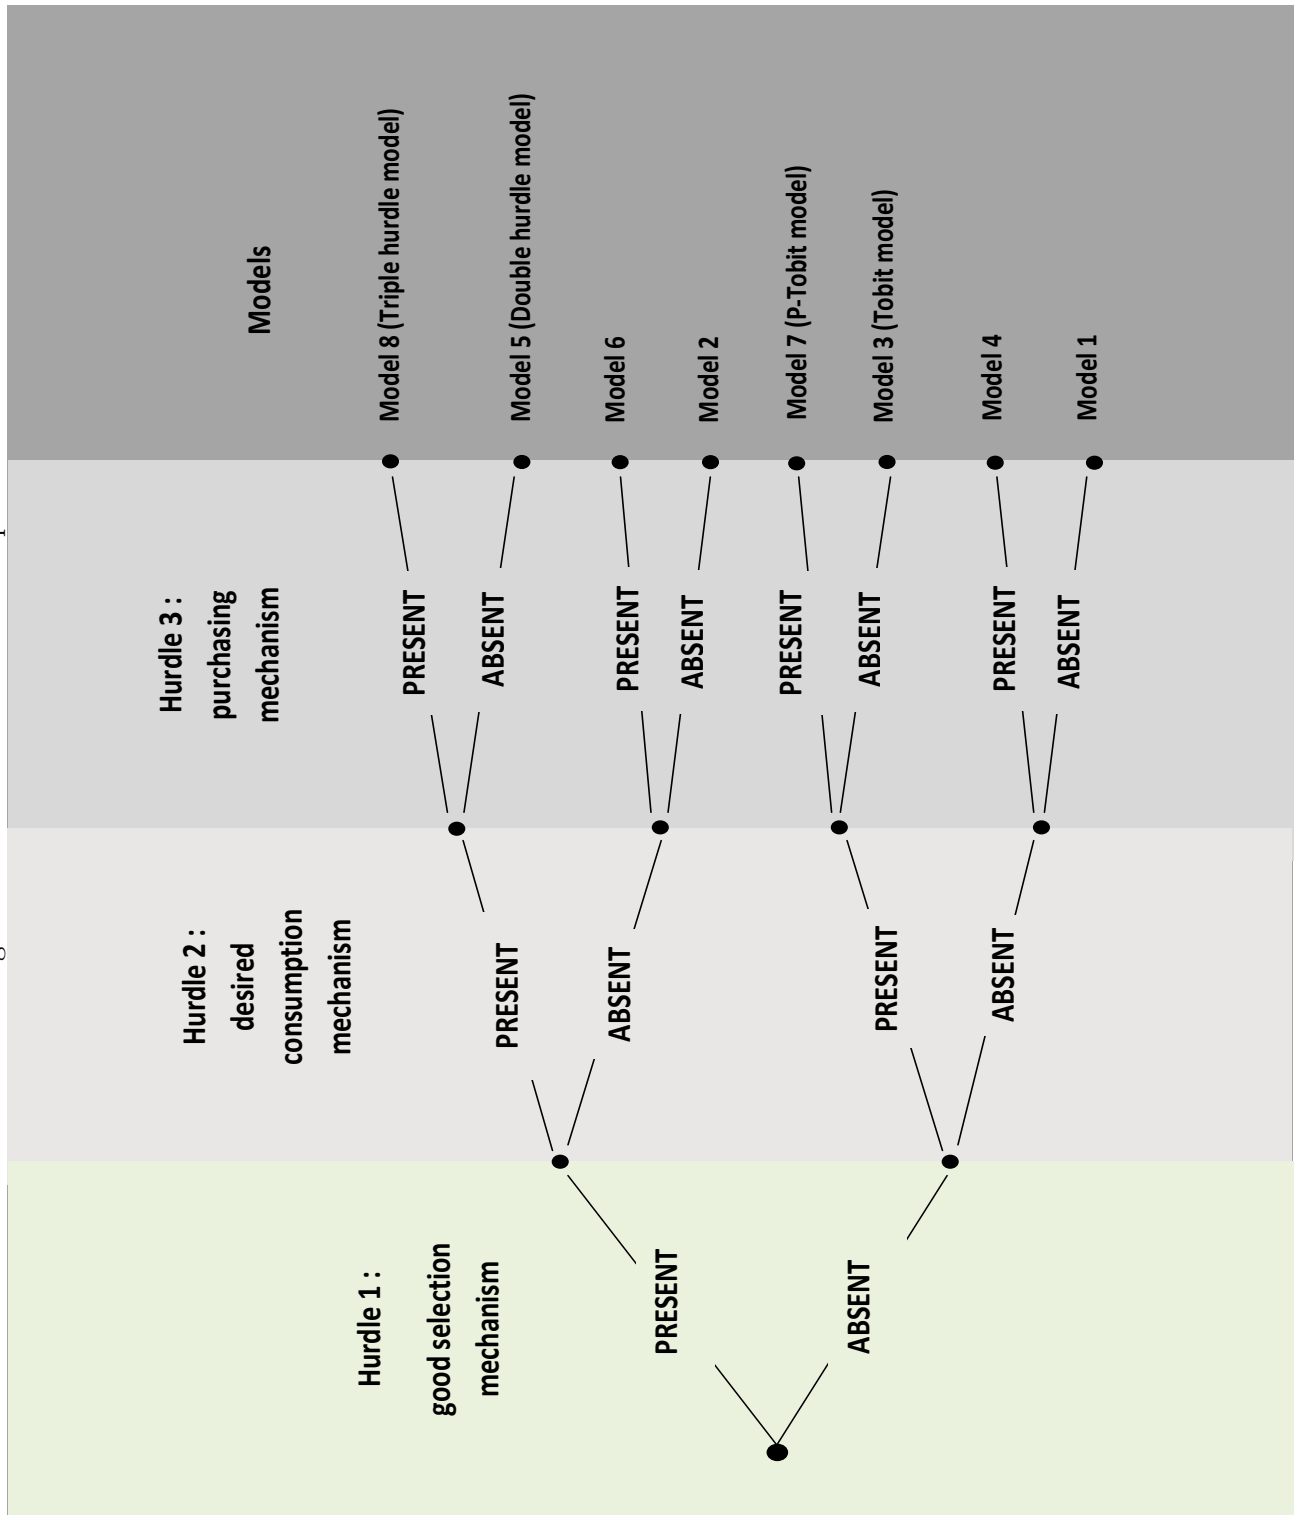 Hurdle 1 :
good selection
mechanism
PRESENT
ABSENT
Hurdle 2 :
desired
consumption
mechanism
PRESENT
ABSENT
PRESENT
ABSENT
Hurdle 3 :
purchasing
mechanism
PRESENT
ABSENT
PRESENT
ABSENT
PRESENT
ABSENT
PRESENT
ABSENT
Models
Model 8 (Triple hurdle model)
Model 5 (Double hurdle model)
Model 6
Model 2
Model 7 (P-Tobit model)
Model 3 (Tobit model)
Model 4
Model 1